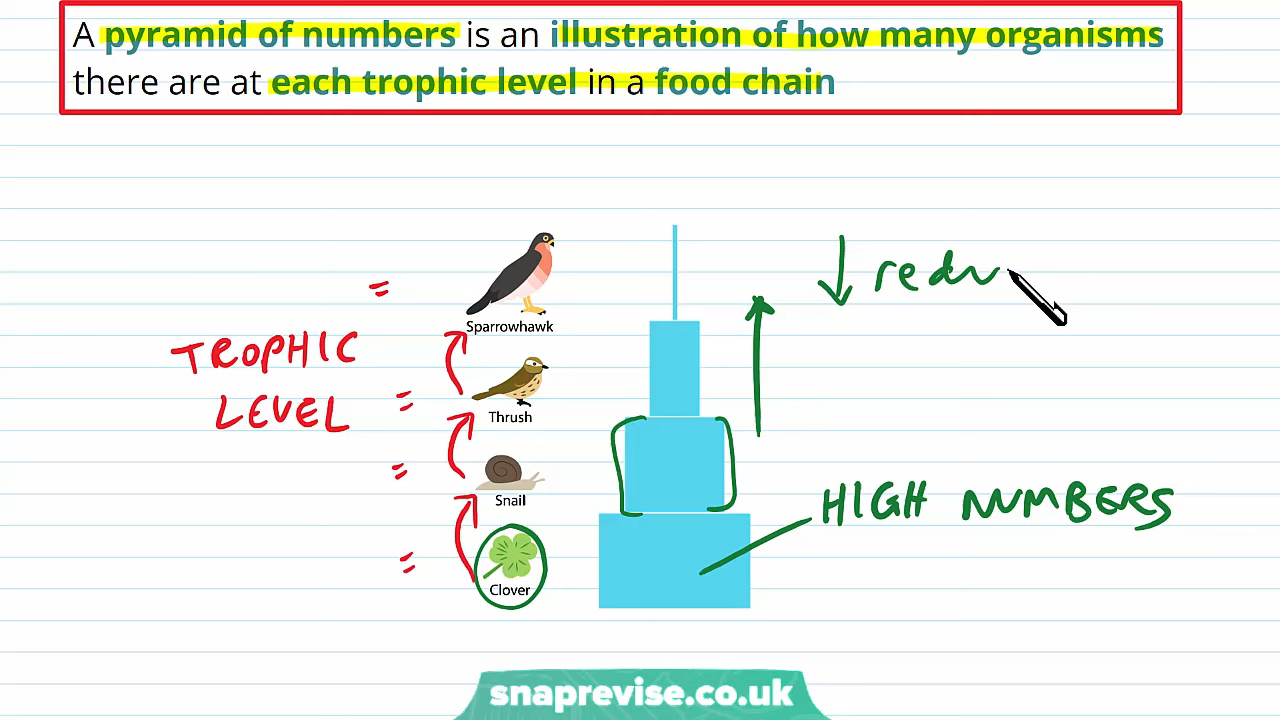 A pyramid of numbers is an illustration of how many organisms
there are at each trophic level in a food chain
=
Sparrowhawk
↓ redu
TROPHIC
LEVEL
=
Thrush
=
Snail
HIGH NUMBERS
=
Clover
snaprevise.co.uk